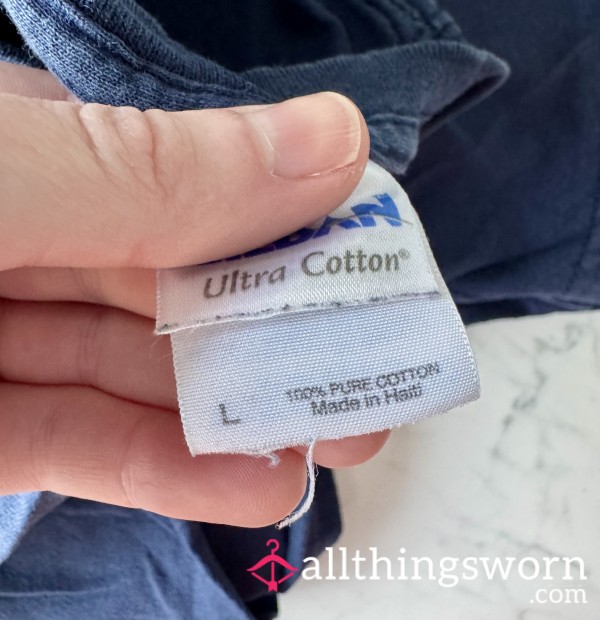 Ultra Cotton®
L
100% PURE COTTON
Made in Haiti
allthingsworn
.com